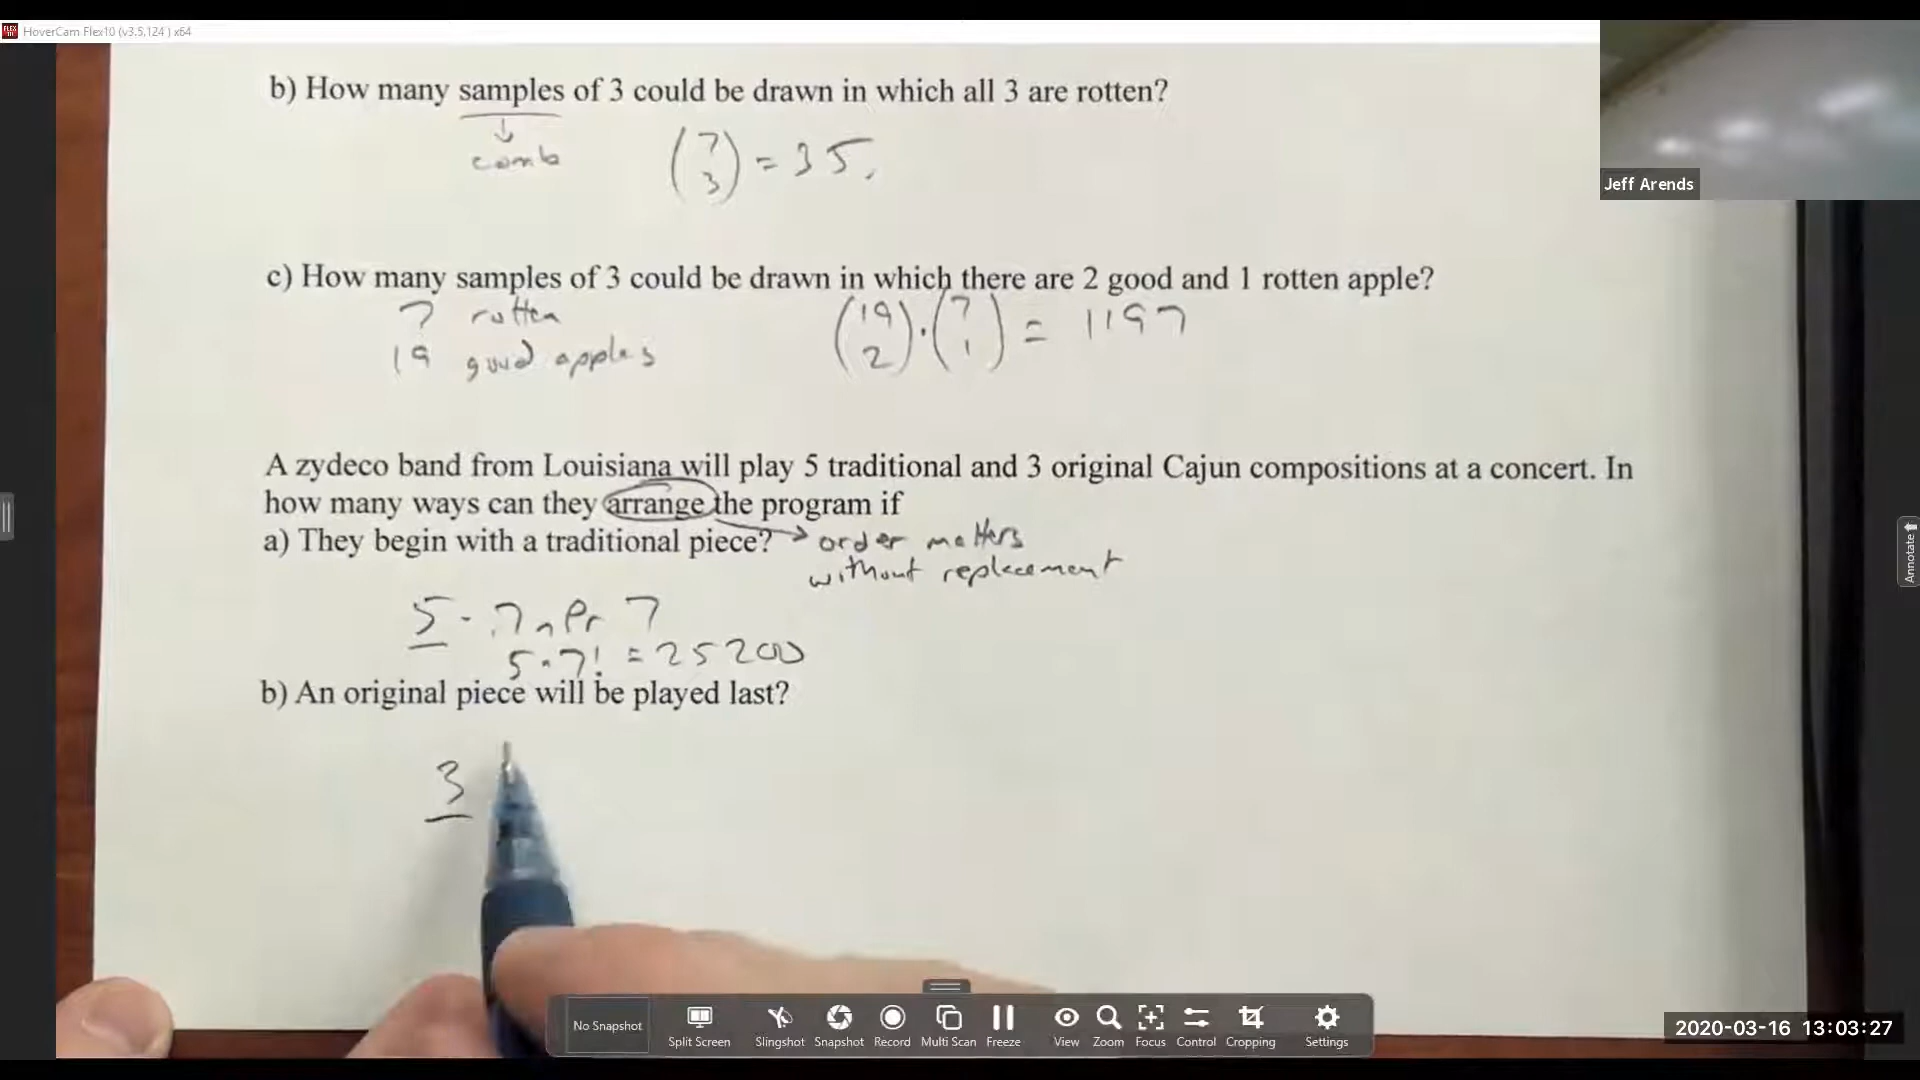 HoverCam Flex10 (v3.5.124) x64
b) How many samples of 3 could be drawn in which all 3 are rotten?
↓
comb
(7 3) = 35.
Jeff Arends
c) How many samples of 3 could be drawn in which there are 2 good and 1 rotten apple?
7 rotten
19 good apples
(19 2) · (7 1) = 1197
A zydeco band from Louisiana will play 5 traditional and 3 original Cajun compositions at a concert. In
how many ways can they arrange the program if
a) They begin with a traditional piece? → order matters
without replacement
5 · 7 nPr 7
5 · 7! = 25200
b) An original piece will be played last?
3
Annotate
No Snapshot
Split Screen
Slingshot
Snapshot
Record
Multi Scan
Freeze
View
Zoom
Focus
Control
Cropping
Settings
2020-03-16 13:03:27